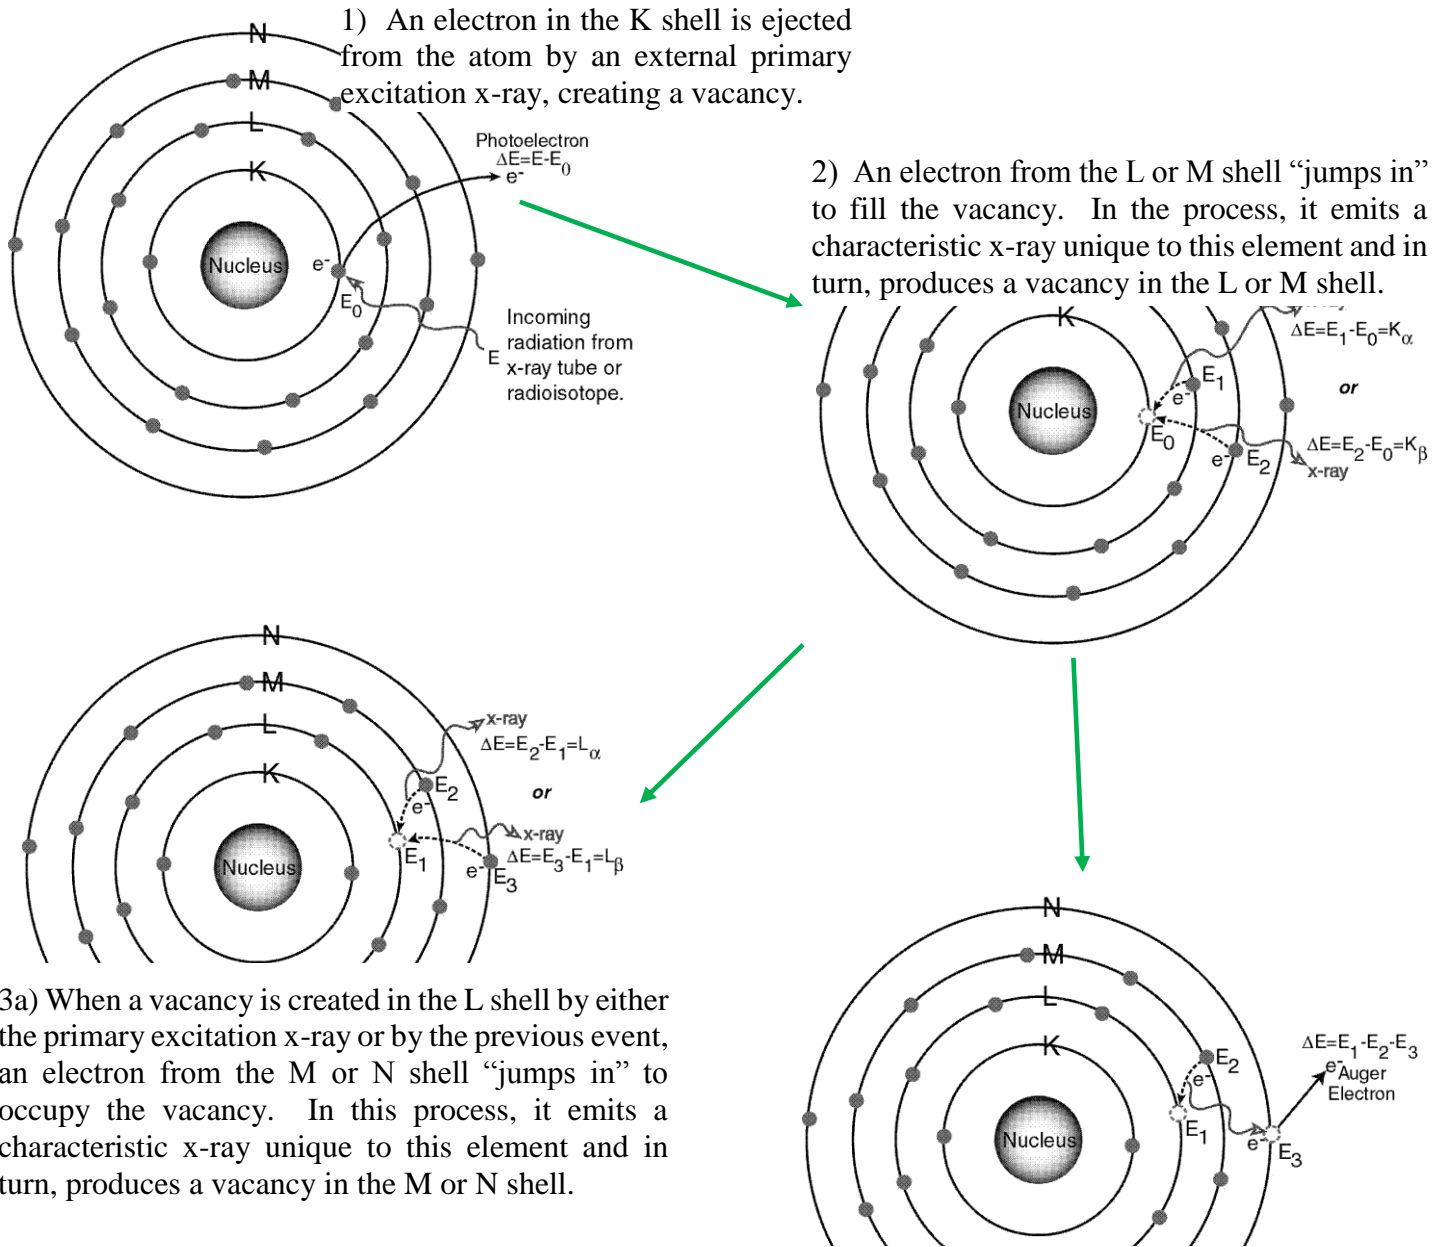 1) An electron in the K shell is ejected
from the atom by an external primary
excitation x-ray, creating a vacancy.
N
M
L
K
Nucleus
e-
E0
Photoelectron
ΔE=E-E0
e-
E
Incoming
radiation from
x-ray tube or
radioisotope.
2) An electron from the L or M shell “jumps in”
to fill the vacancy. In the process, it emits a
characteristic x-ray unique to this element and in
turn, produces a vacancy in the L or M shell.
K
Nucleus
ΔE=E1-E0=Kα
or
E1
e-
E0
ΔE=E2-E0=Kβ
e-
E2
x-ray
N
M
L
K
Nucleus
x-ray
ΔE=E2-E1=Lα
E2
e-
or
x-ray
E1
ΔE=E3-E1=Lβ
e-
E3
3a) When a vacancy is created in the L shell by either
the primary excitation x-ray or by the previous event,
an electron from the M or N shell “jumps in” to
occupy the vacancy. In this process, it emits a
characteristic x-ray unique to this element and in
turn, produces a vacancy in the M or N shell.
N
M
L
K
Nucleus
E2
e-
E1
ΔE=E1-E2-E3
e- Auger
Electron
e-
E3